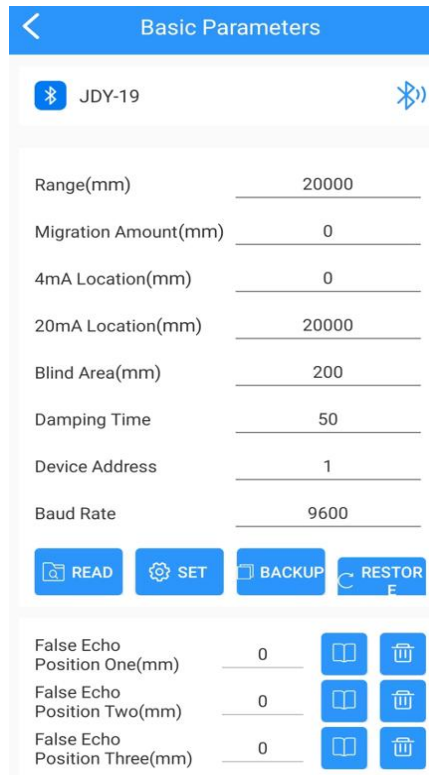 Basic Parameters
JDY-19
Range(mm) 20000
Migration Amount(mm) 0
4mA Location(mm) 0
20mA Location(mm) 20000
Blind Area(mm) 200
Damping Time 50
Device Address 1
Baud Rate 9600
READ SET BACKUP RESTOR
E
False Echo
Position One(mm) 0
False Echo
Position Two(mm) 0
False Echo
Position Three(mm) 0